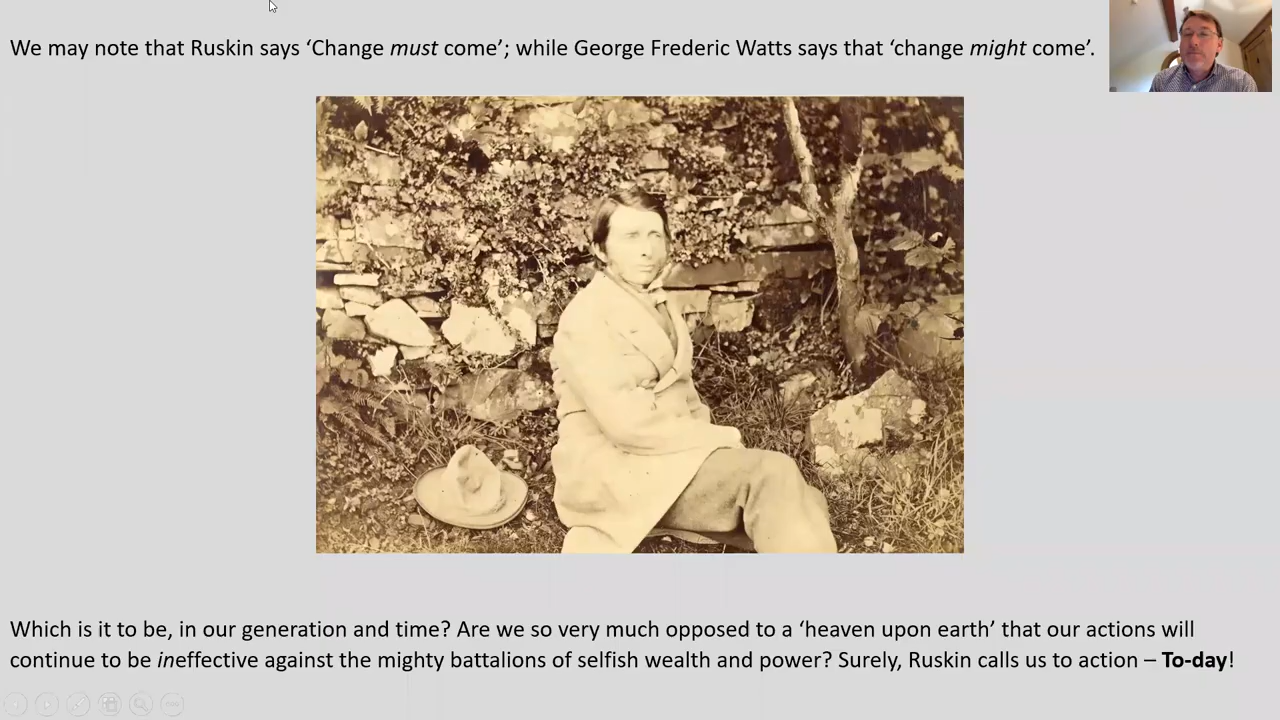 We may note that Ruskin says ‘Change must come’; while George Frederic Watts says that ‘change might come’.
Which is it to be, in our generation and time? Are we so very much opposed to a ‘heaven upon earth’ that our actions will
continue to be ineffective against the mighty battalions of selfish wealth and power? Surely, Ruskin calls us to action – To-day!